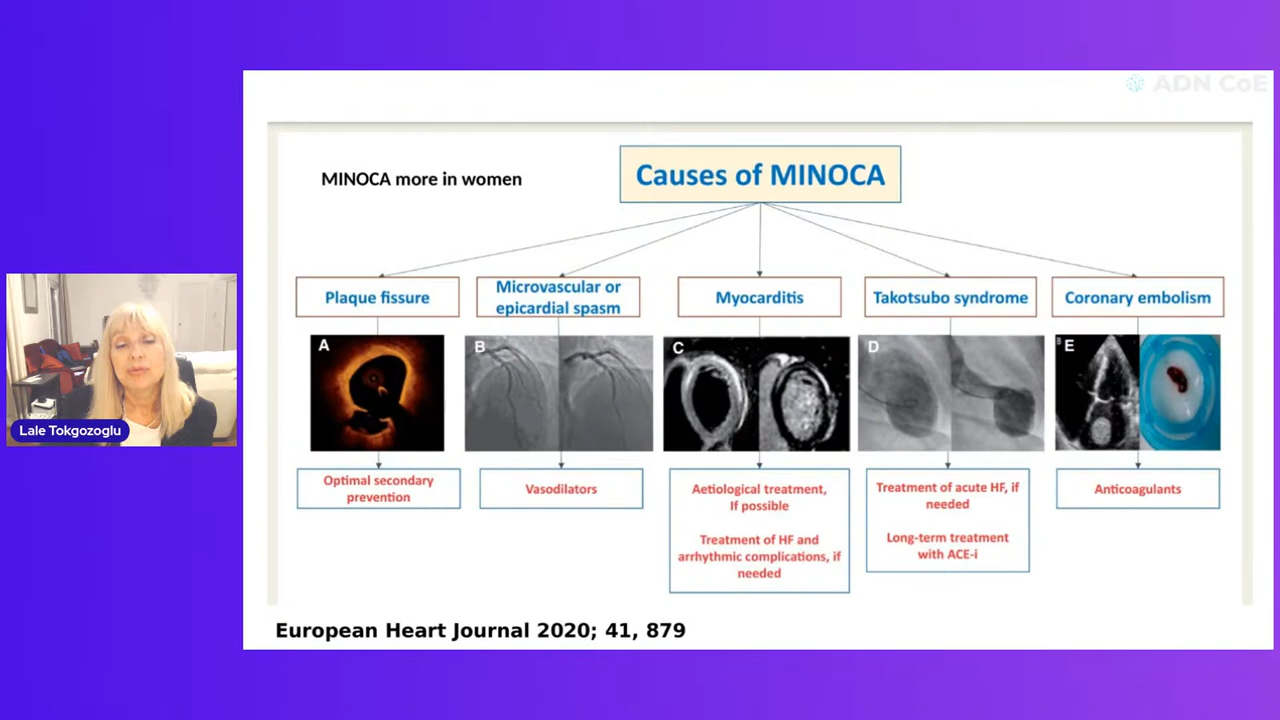 ADN CoE
MINOCA more in women
Causes of MINOCA
Plaque fissure
Microvascular or
epicardial spasm
Myocarditis
Takotsubo syndrome
Coronary embolism
A
B
C
D
B
E
Optimal secondary
prevention
Vasodilators
Aetiological treatment,
If possible
Treatment of HF and
arrhythmic complications, if
needed
Treatment of acute HF, if
needed
Long-term treatment
with ACE-i
Anticoagulants
Lale Tokgozoglu
European Heart Journal 2020; 41, 879